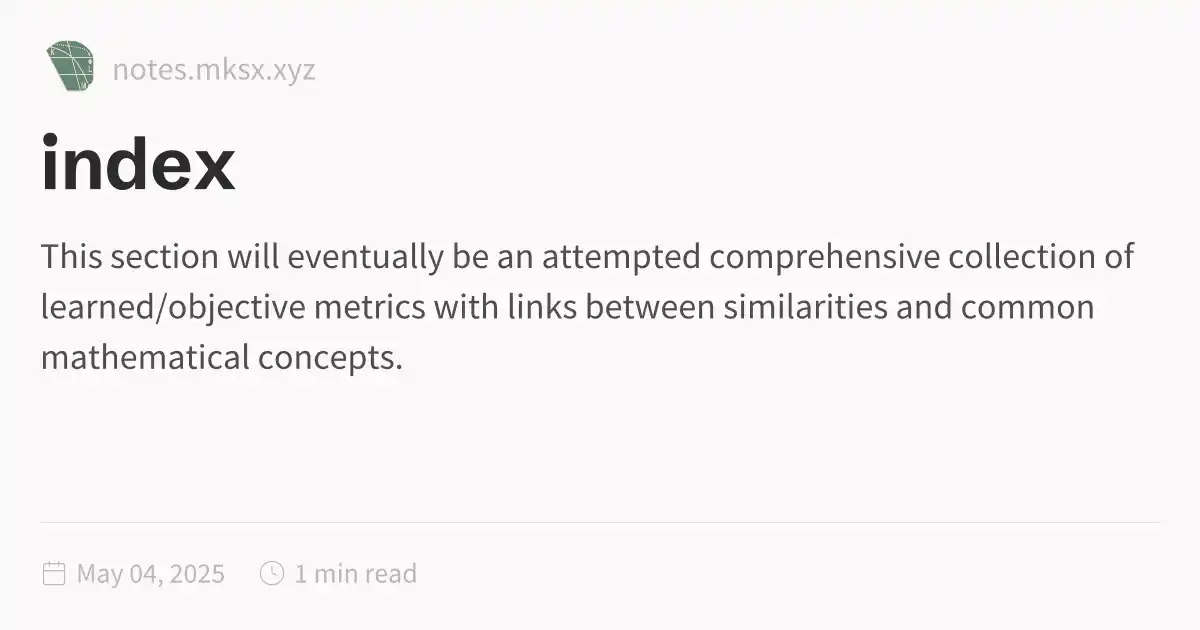 notes.mksx.xyz
index
This section will eventually be an attempted comprehensive collection of
learned/objective metrics with links between similarities and common
mathematical concepts.
May 04, 2025 1 min read